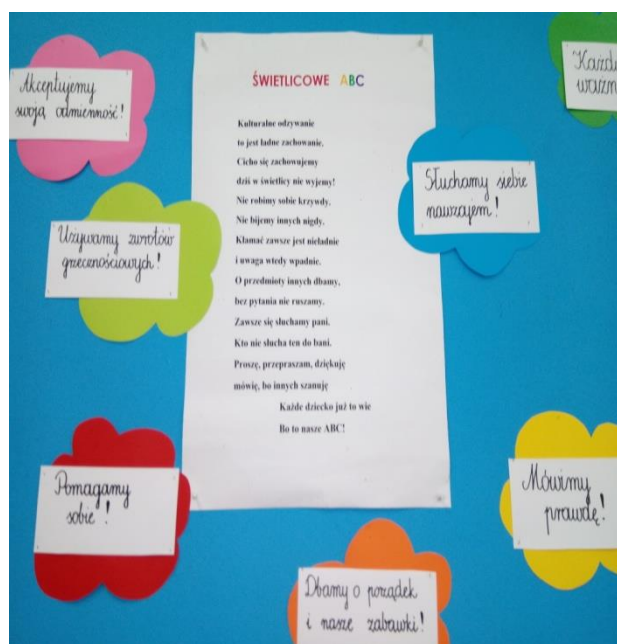 Akceptujemy
swoją odmienność!
ŚWIETLICOWE ABC
Kulturalne odzywanie
to jest ładne zachowanie,
Cicho się zachowujemy
dziś w świetlicy nie wyjemy!
Nie robimy sobie krzywdy,
Nie bijemy innych nigdy,
Kłamać zawsze jest nieładnie
i uwaga wtedy wpadnie.
O przedmioty innych dbamy,
bez pytania nie ruszamy.
Zawsze się słuchamy pani.
Kto nie słucha ten do bani.
Proszę, przepraszam, dziękuję
mówię, bo innych szanuję
Każde dziecko już to wie
Bo to nasze ABC!
Słuchamy siebie
nawzajem!
Używamy zwrotów
grzecznościowych!
Pomagamy
sobie!
Mówimy
prawdę!
Dbamy o porządek
i nasze zabawki!